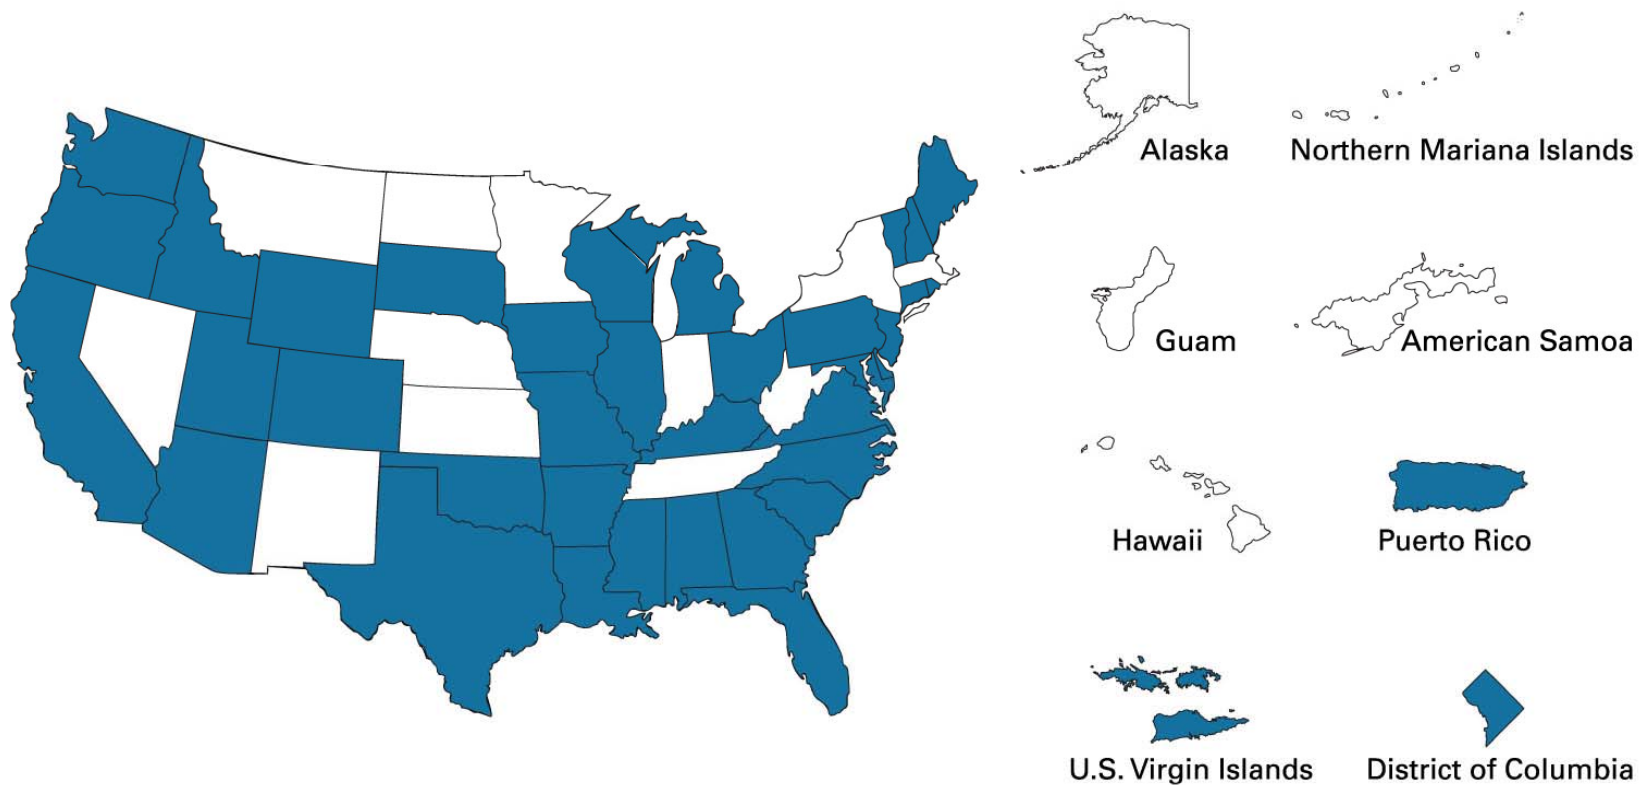 Alaska
Northern Mariana Islands
Guam
American Samoa
Hawaii
Puerto Rico
U.S. Virgin Islands
District of Columbia